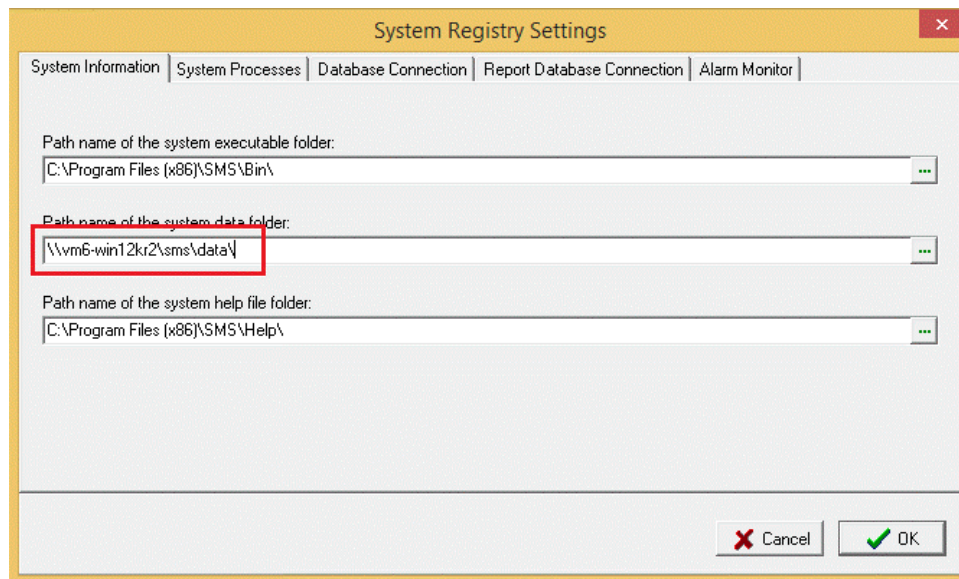 System Registry Settings
System Information System Processes Database Connection Report Database Connection Alarm Monitor
Path name of the system executable folder:
C:\Program Files (x86)\SMS\Bin\
Path name of the system data folder:
\\vm6-win12kr2\sms\data\
Path name of the system help file folder:
C:\Program Files (x86)\SMS\Help\
Cancel OK